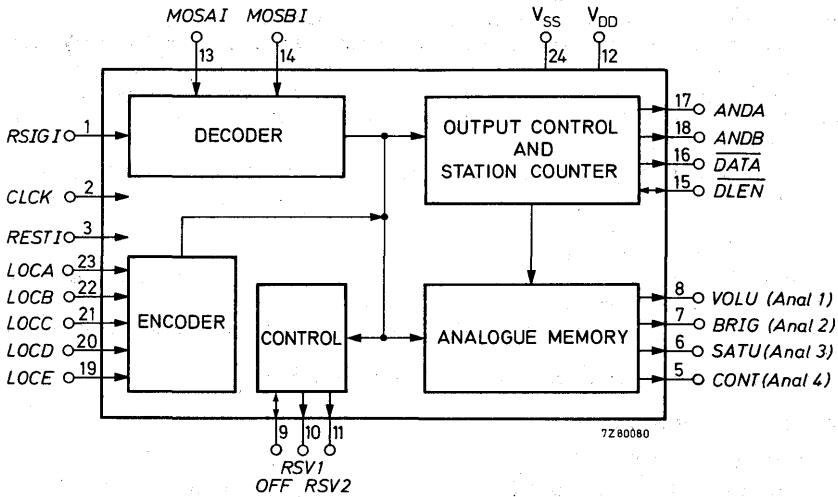 MOSAI MOSBI
VSS VDD
13 14 24 12
RSIGI 1
DECODER
OUTPUT CONTROL
AND
STATION COUNTER
17 ANDA
18 ANDB
16 DATA
15 DLEN
CLCK 2
RESTI 3
LOCA 23
LOCB 22
LOCC 21
LOCD 20
LOCE 19
ENCODER
CONTROL
ANALOGUE MEMORY
8 VOLU (Anal 1)
7 BRIG (Anal 2)
6 SATU (Anal 3)
5 CONT (Anal 4)
9 10 11
RSV1
OFF RSV2
7Z80080